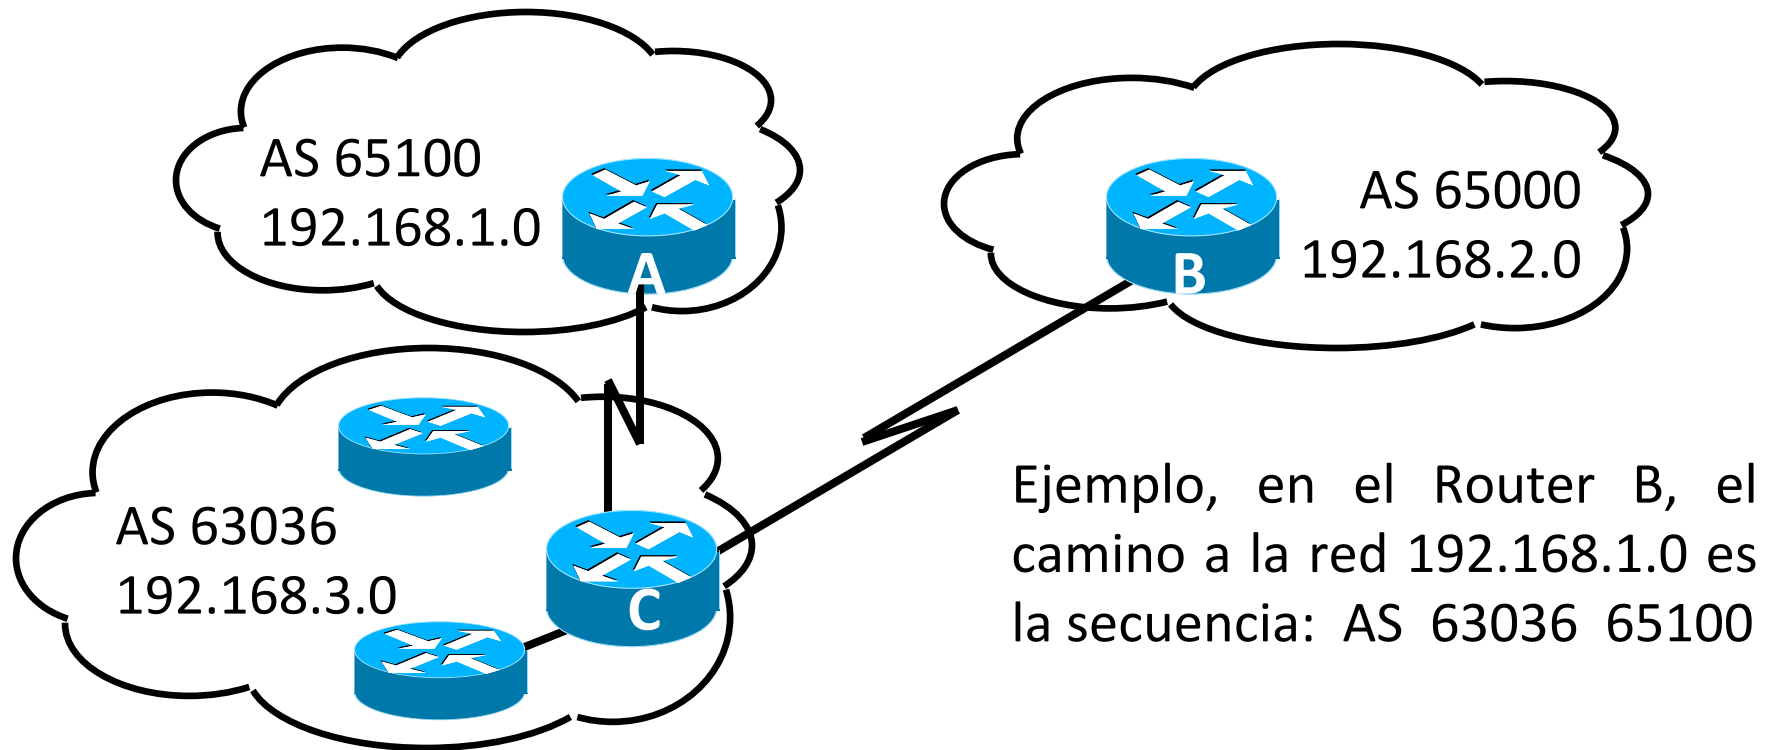 AS 65100
192.168.1.0
A
AS 65000
192.168.2.0
B
AS 63036
192.168.3.0
C
Ejemplo, en el Router B, el
camino a la red 192.168.1.0 es
la secuencia: AS 63036 65100